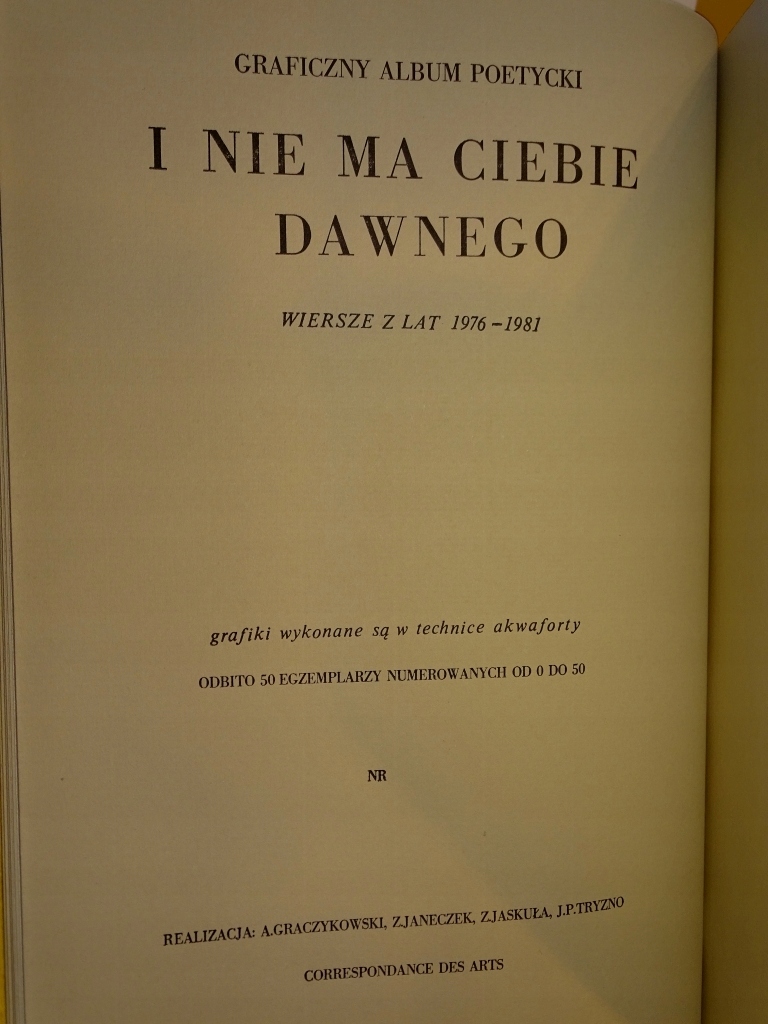 GRAFICZNY ALBUM POETYCKI
I NIE MA CIEBIE
DAWNEGO
WIERSZE Z LAT 1976 – 1981
grafiki wykonane są w technice akwaforty
ODBITO 50 EGZEMPLARZY NUMEROWANYCH OD 0 DO 50
NR
REALIZACJA: A.GRACZYKOWSKI, Z.JANECZEK, Z.JASKUŁA, J.P.TRYZNO
CORRESPONDANCE DES ARTS